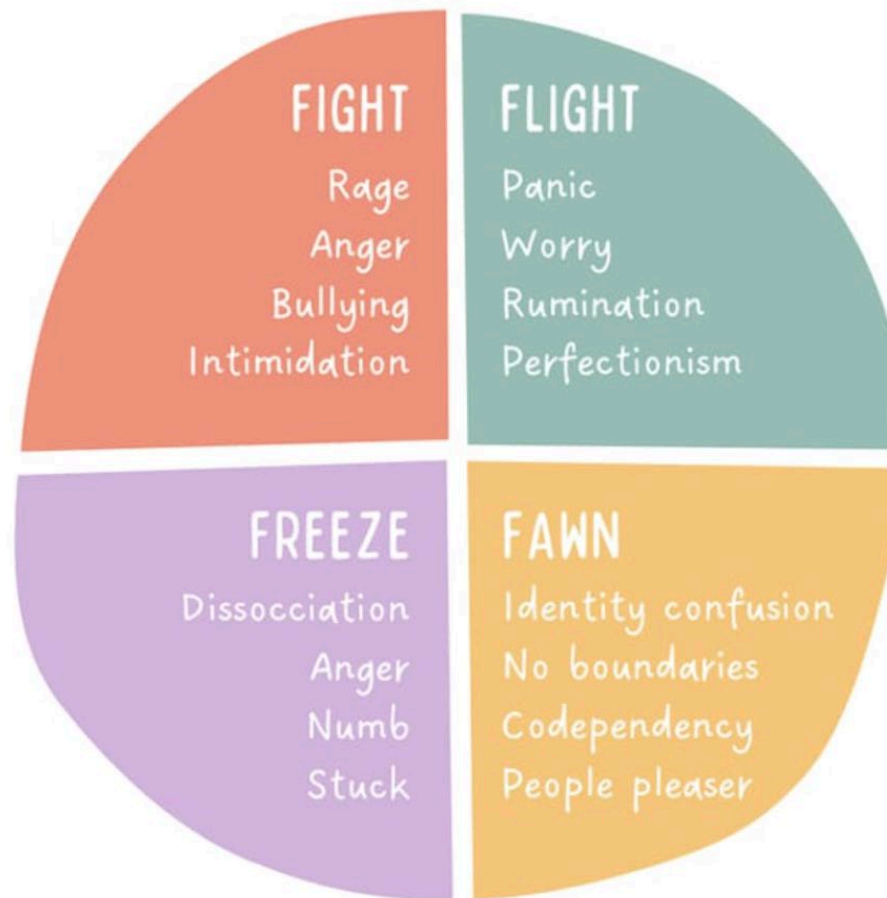 FIGHT
Rage
Anger
Bullying
Intimidation
FLIGHT
Panic
Worry
Rumination
Perfectionism
FREEZE
Dissocciation
Anger
Numb
Stuck
FAWN
Identity confusion
No boundaries
Codependency
People pleaser